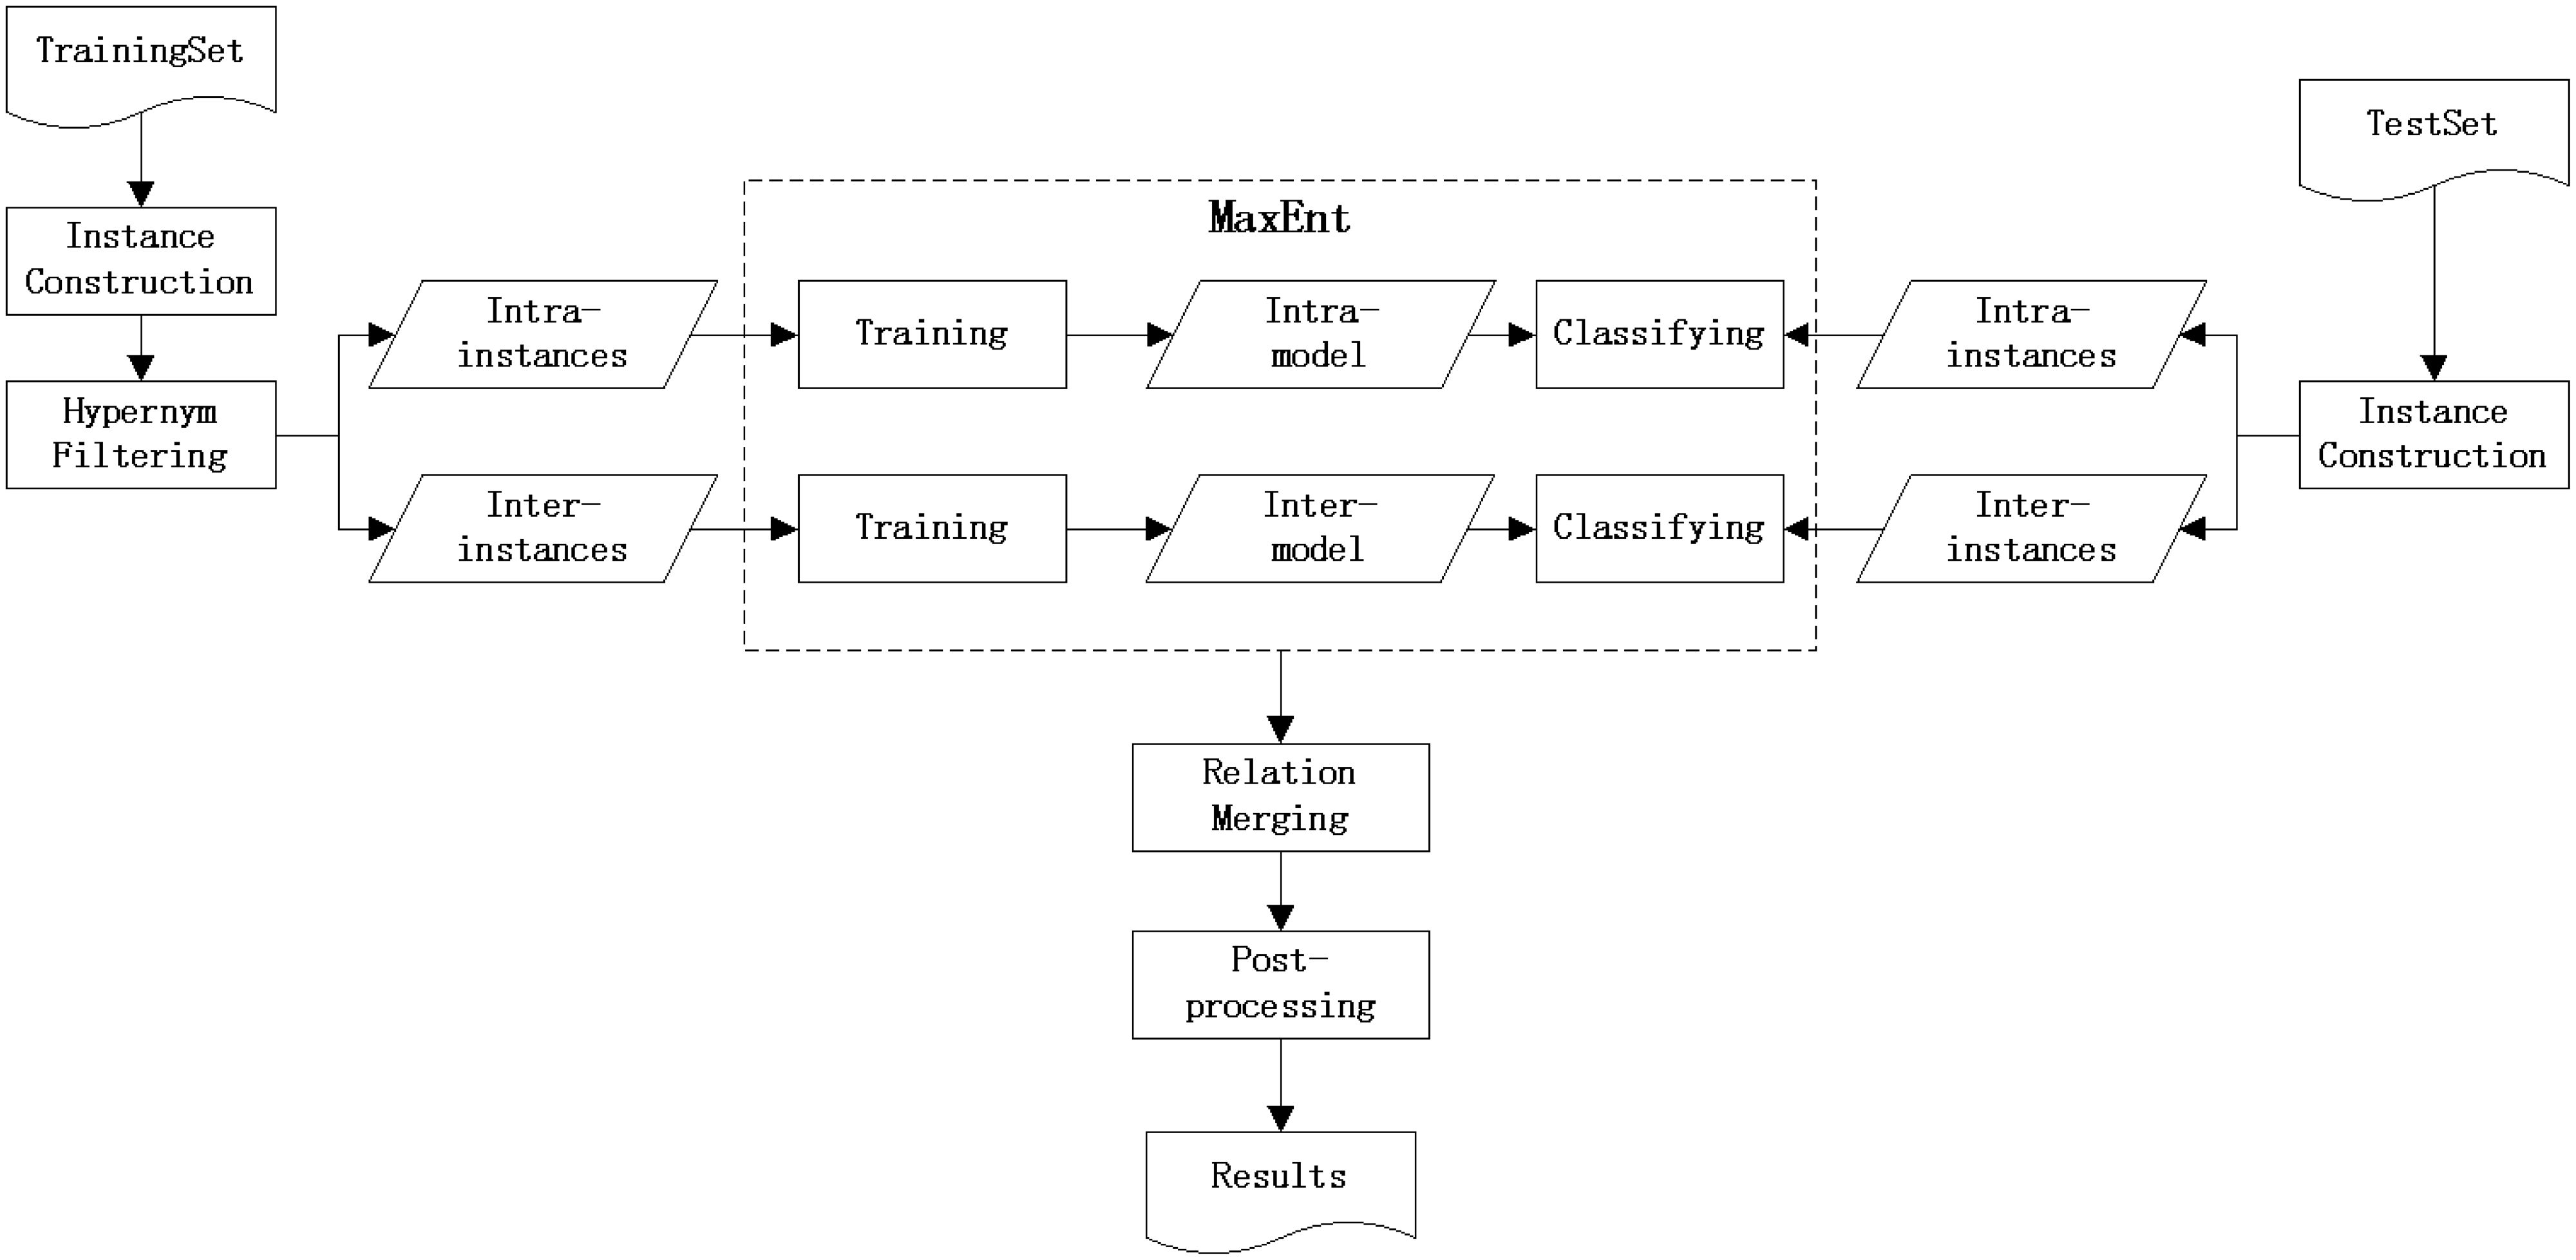 TrainingSet
TestSet
MaxEnt
Instance
Construction
Intra-
instances
Training
Intra-
model
Classifying
Intra-
instances
Hypernym
Filtering
Instance
Construction
Inter-
instances
Training
Inter-
model
Classifying
Inter-
instances
Relation
Merging
Post-
processing
Results